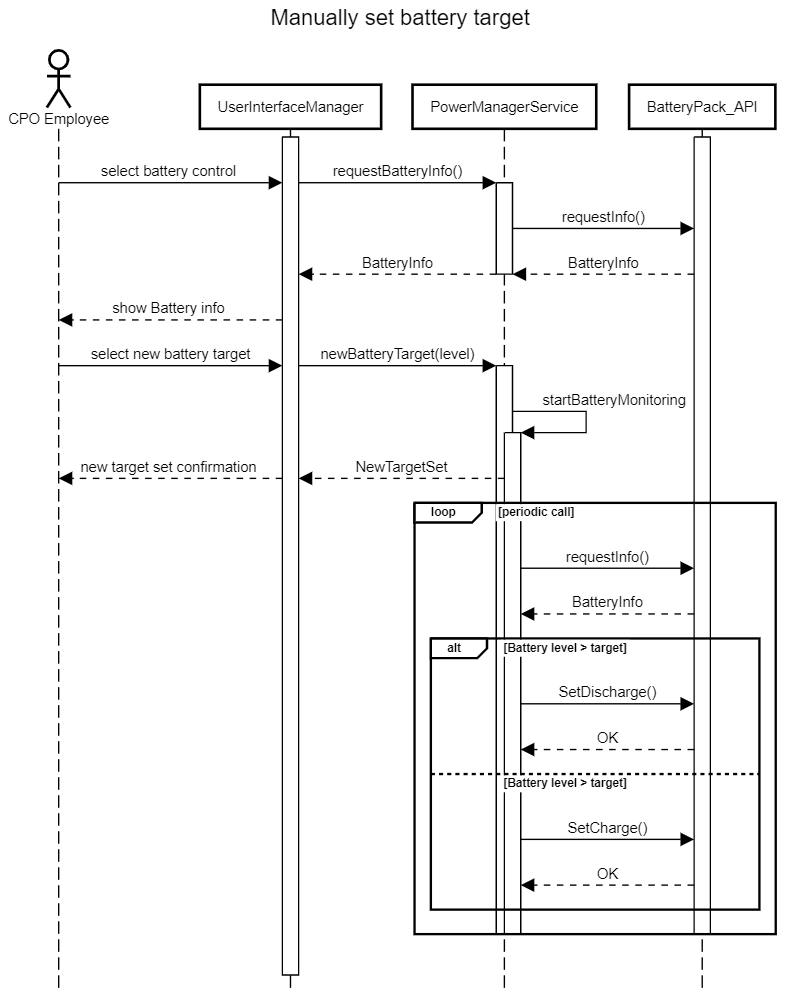 Manually set battery target
CPO Employee
UserInterfaceManager
PowerManagerService
BatteryPack_API
select battery control
requestBatteryInfo()
requestInfo()
BatteryInfo
BatteryInfo
show Battery info
select new battery target
newBatteryTarget(level)
startBatteryMonitoring
new target set confirmation
NewTargetSet
loop
[periodic call]
requestInfo()
BatteryInfo
alt
[Battery level > target]
SetDischarge()
OK
[Battery level > target]
SetCharge()
OK